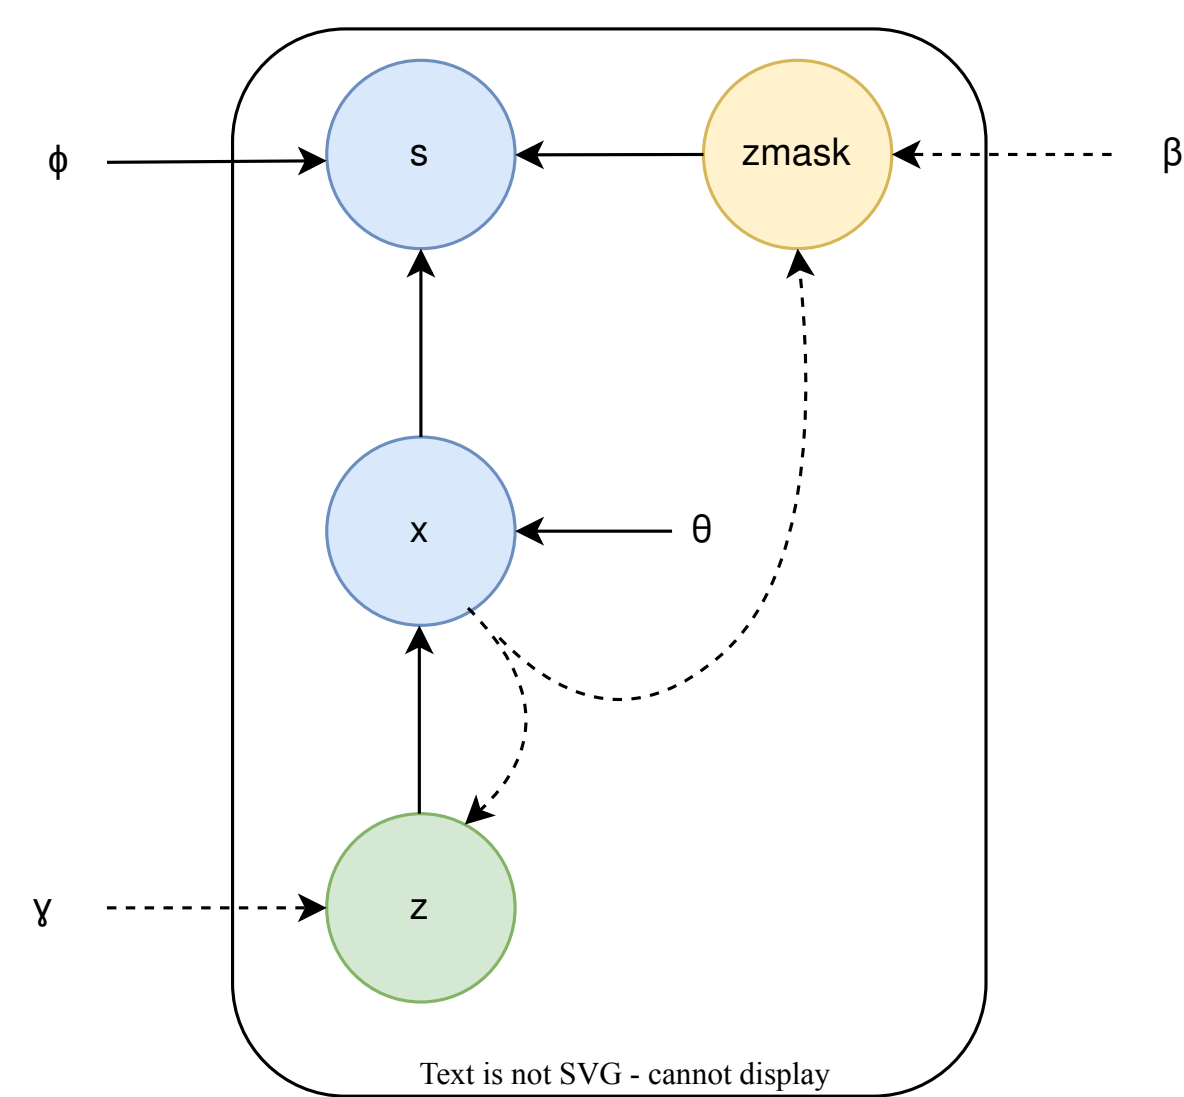 s
zmask
ϕ
β
x
θ
z
γ
Text is not SVG - cannot display